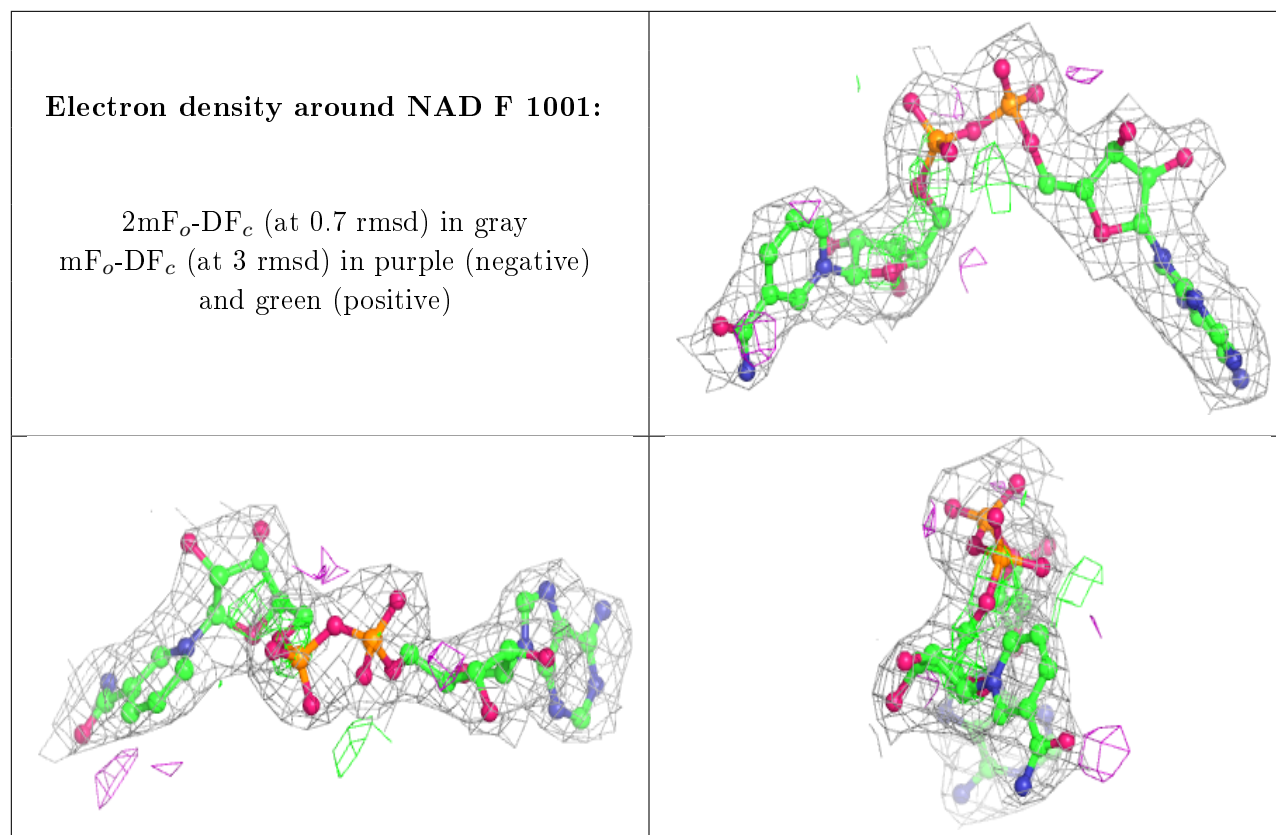 Electron density around NAD F 1001:
2mFo-DFc (at 0.7 rmsd) in gray
mFo-DFc (at 3 rmsd) in purple (negative)
and green (positive)